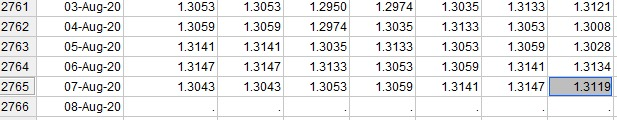 2761 03-Aug-20 1.3053 1.3053 1.2950 1.2974 1.3035 1.3133 1.3121
2762 04-Aug-20 1.3059 1.3059 1.2974 1.3035 1.3133 1.3053 1.3008
2763 05-Aug-20 1.3141 1.3141 1.3035 1.3133 1.3053 1.3059 1.3028
2764 06-Aug-20 1.3147 1.3147 1.3133 1.3053 1.3059 1.3141 1.3134
2765 07-Aug-20 1.3043 1.3043 1.3053 1.3059 1.3141 1.3147 1.3119
2766 08-Aug-20 . . . . . . .